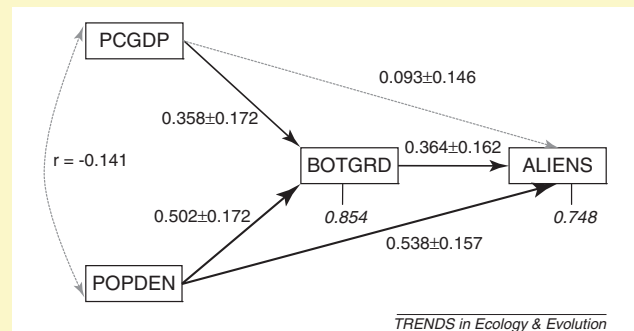 PCGDP
0.093±0.146
0.358±0.172
0.364±0.162
r = -0.141
BOTGRD
ALIENS
0.502±0.172
0.854
0.748
0.538±0.157
POPDEN
TRENDS in Ecology & Evolution